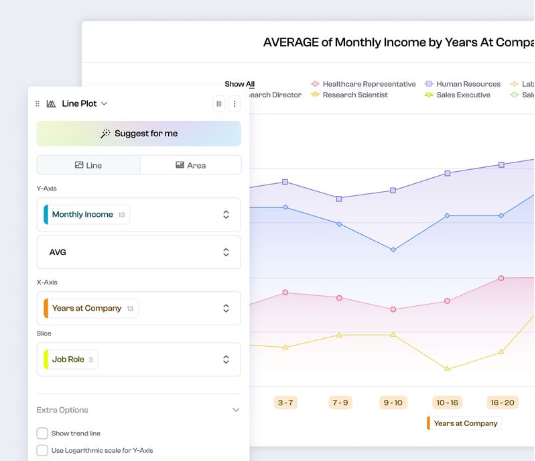 AVERAGE of Monthly Income by Years At Compa
Show All
Healthcare Representative
Human Resources
Lab
earch Director
Research Scientist
Sales Executive
Sale
Line Plot
Suggest for me
Line
Area
Y-Axis
Monthly Income 13
AVG
X-Axis
Years at Company 13
Slice
Job Role 3
Extra Options
Show trend line
Use Logarithmic scale for Y-Axis
3 - 7
7 - 9
9 - 10
10 - 16
16 - 20
Years at Company